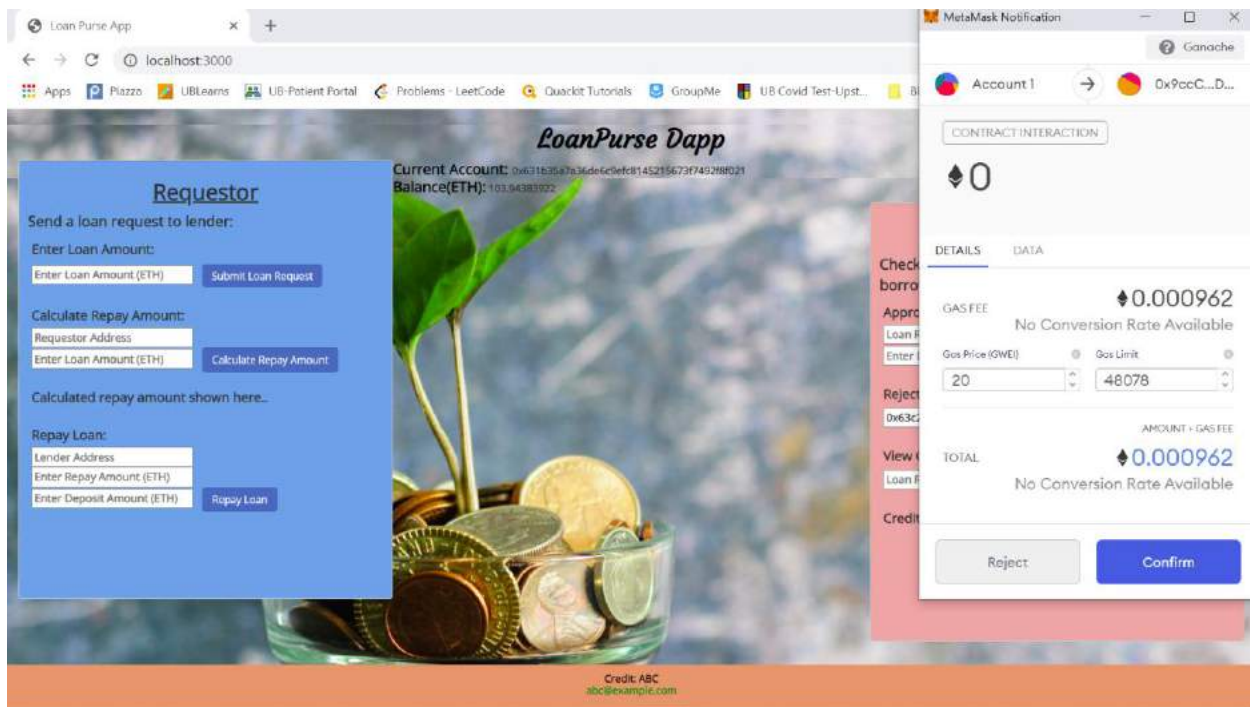 Loan Purse App
MetaMask Notification
localhost:3000
Ganache
Apps
Piazza
UBLearns
UB-Patient Portal
Problems - LeetCode
Quackit Tutorials
GroupMe
UB Covid Test-Upst...
Account 1
0x9ccC...D...
LoanPurse Dapp
Current Account:
Balance(ETH): 103.94383922
CONTRACT INTERACTION
0
Requestor
Send a loan request to lender:
Enter Loan Amount:
Enter Loan Amount (ETH)
Submit Loan Request
Calculate Repay Amount:
Requestor Address
Enter Loan Amount (ETH)
Calculate Repay Amount
Calculated repay amount shown here..
Repay Loan:
Lender Address
Enter Repay Amount (ETH)
Enter Deposit Amount (ETH)
Repay Loan
Check
borro
Appro
Loan R
Enter
Reject
0x63c2
View
Loan R
Credit
DETAILS
DATA
GAS FEE
0.000962
No Conversion Rate Available
Gas Price (GWEI)
Gas Limit
20
48078
AMOUNT + GAS FEE
TOTAL
0.000962
No Conversion Rate Available
Reject
Confirm
Credit: ABC
abc@example.com